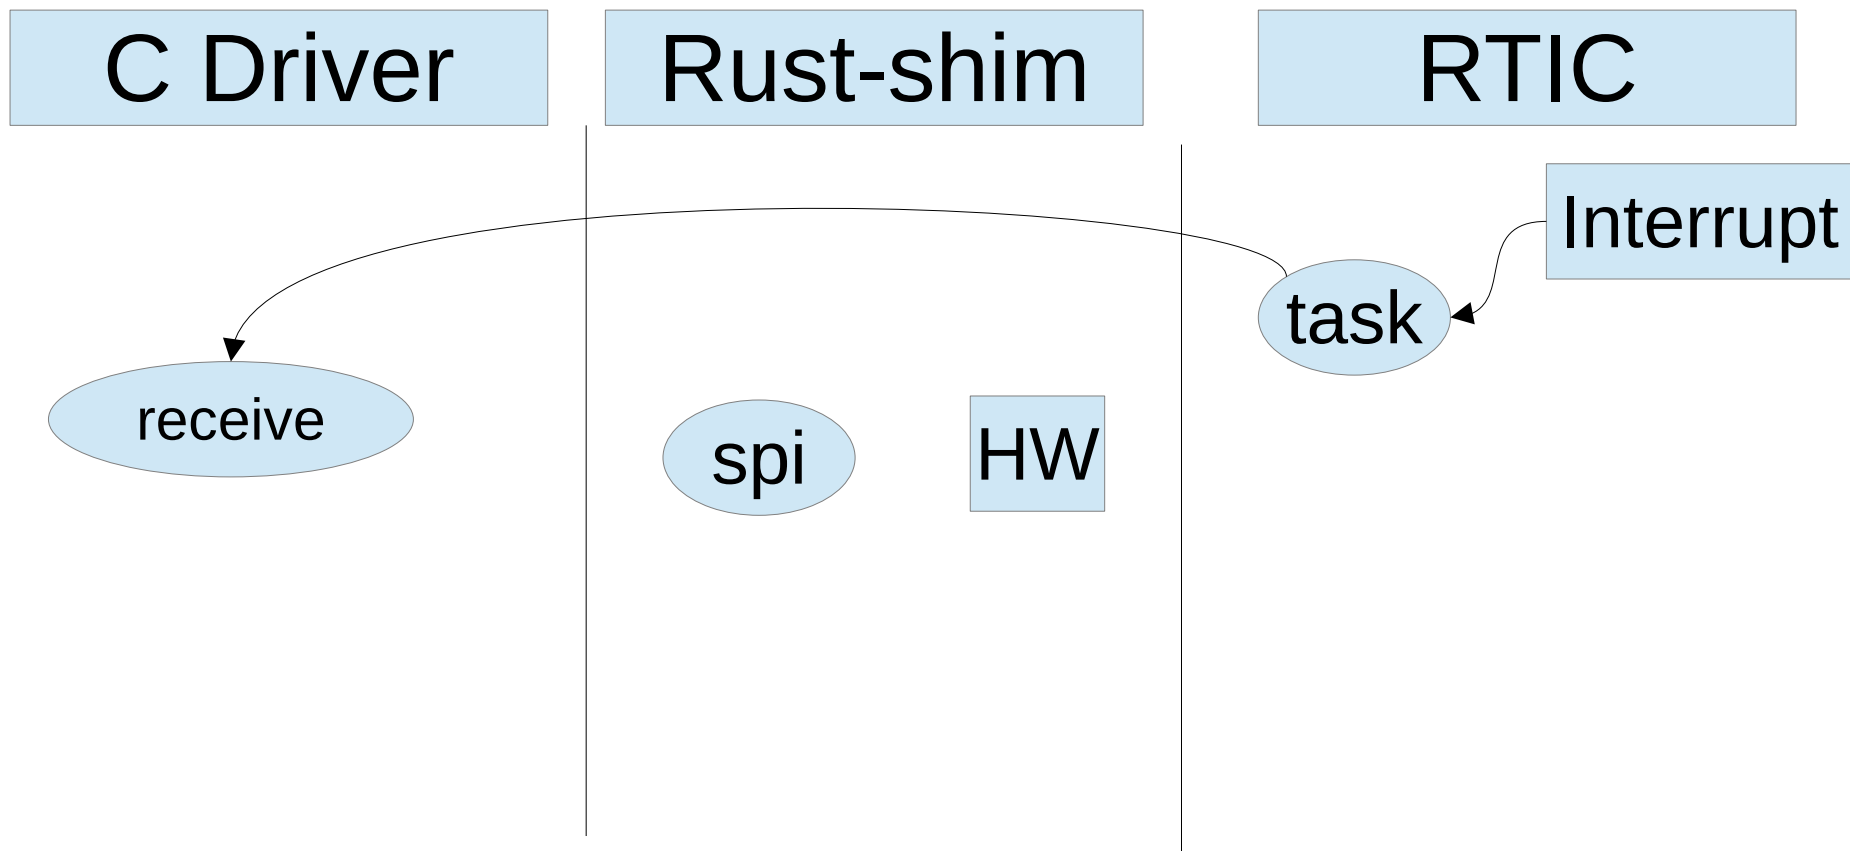 C Driver
Rust-shim
RTIC
Interrupt
task
receive
spi
HW